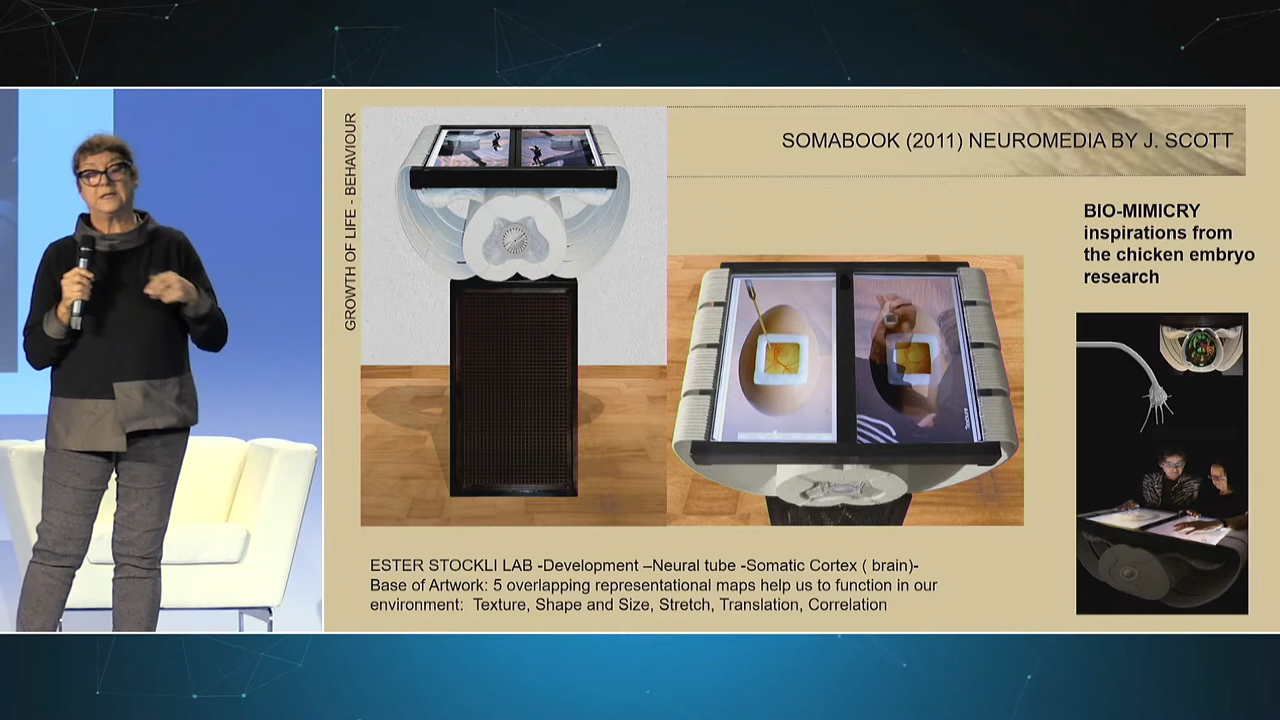 GROWTH OF LIFE - BEHAVIOUR
SOMABOOK (2011) NEUROMEDIA BY J. SCOTT
BIO-MIMICRY
inspirations from
the chicken embryo
research
ESTER STOCKLI LAB -Development –Neural tube -Somatic Cortex ( brain)-
Base of Artwork: 5 overlapping representational maps help us to function in our
environment:  Texture, Shape and Size, Stretch, Translation, Correlation